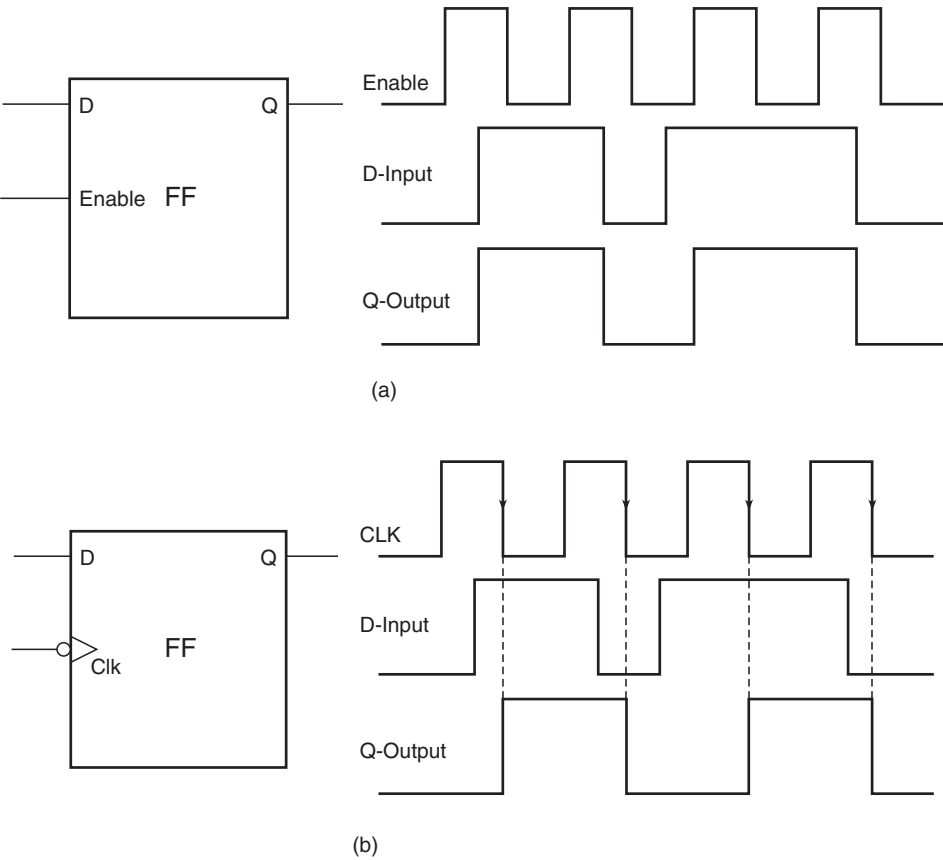 Enable
D Q
D-Input
Enable FF
Q-Output
(a)
CLK
D Q
D-Input
FF
Clk
Q-Output
(b)